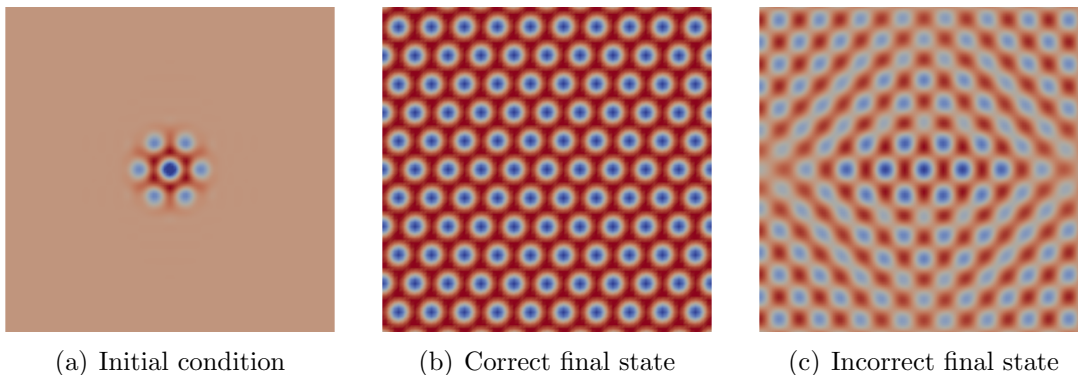 (a) Initial condition
(b) Correct final state
(c) Incorrect final state